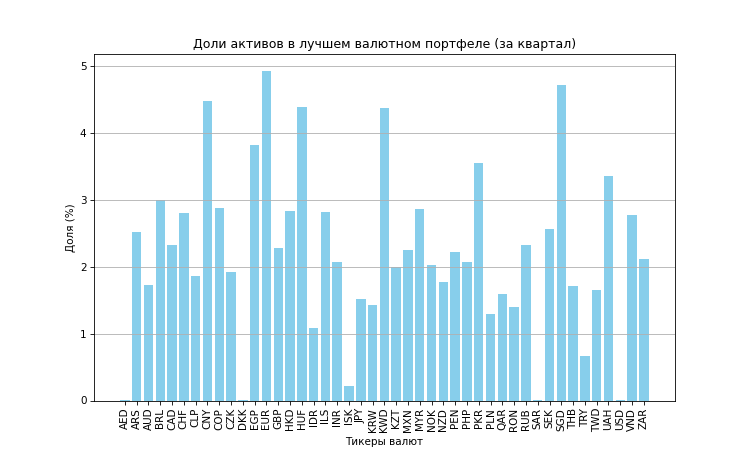 Доли активов в лучшем валютном портфеле (за квартал)
Доля (%)
5
4
3
2
1
0
AED ARS AUD BRL CAD CHF CLP CNY COP CZK DKK EGP EUR GBP HKD HUF IDR ILS INR ISK JPY KRW KWD KZT MXN MYR NOK NZD PEN PHP PKR PLN QAR RON RUB SAR SEK SGD THB TRY TWD UAH USD VND ZAR
Тикеры валют